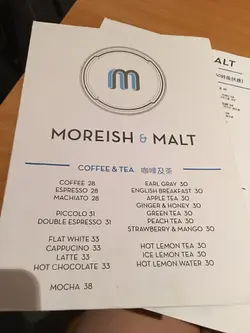 m
MOREISH & MALT
COFFEE & TEA 咖啡及茶
COFFEE 28
ESPRESSO 28
MACHIATO 28
PICCOLO 31
DOUBLE ESPRESSO 31
FLAT WHITE 33
CAPPUCINO 33
LATTE 33
HOT CHOCOLATE 33
MOCHA 38
EARL GRAY 30
ENGLISH BREAKFAST 30
APPLE TEA 30
GINGER & HONEY 30
GREEN TEA 30
PEACH TEA 30
STRAWBERRY & MANGO 30
HOT LEMON TEA 30
ICE LEMON TEA 30
HOT LEMON WATER 30
ALT